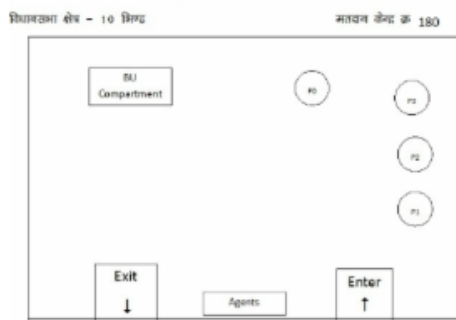 विधानसभा क्षेत्र - 10 भिण्ड
मतदान केन्द्र क्र 180
BU
Compartment
P0
P3
P2
P1
Exit
Enter
Agents